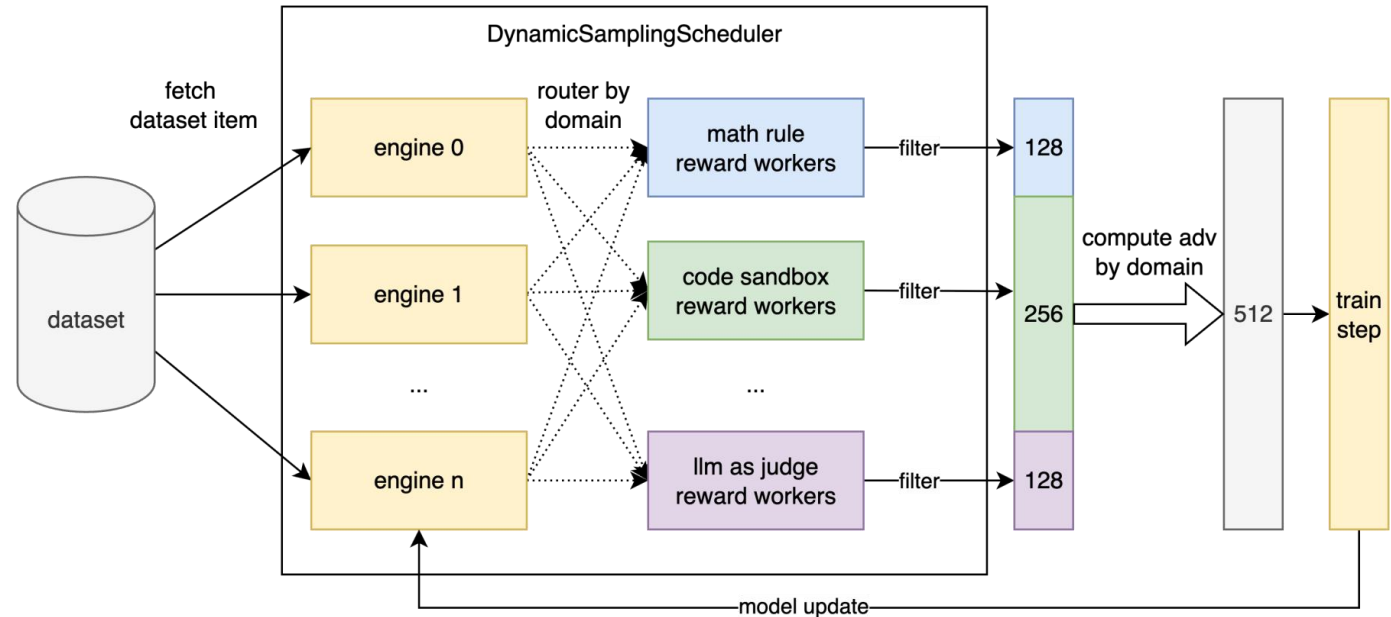 DynamicSamplingScheduler
fetch
dataset item
router by
domain
dataset
engine 0
engine 1
...
engine n
math rule
reward workers
code sandbox
reward workers
...
llm as judge
reward workers
filter
filter
filter
128
256
128
compute adv
by domain
512
train
step
model update